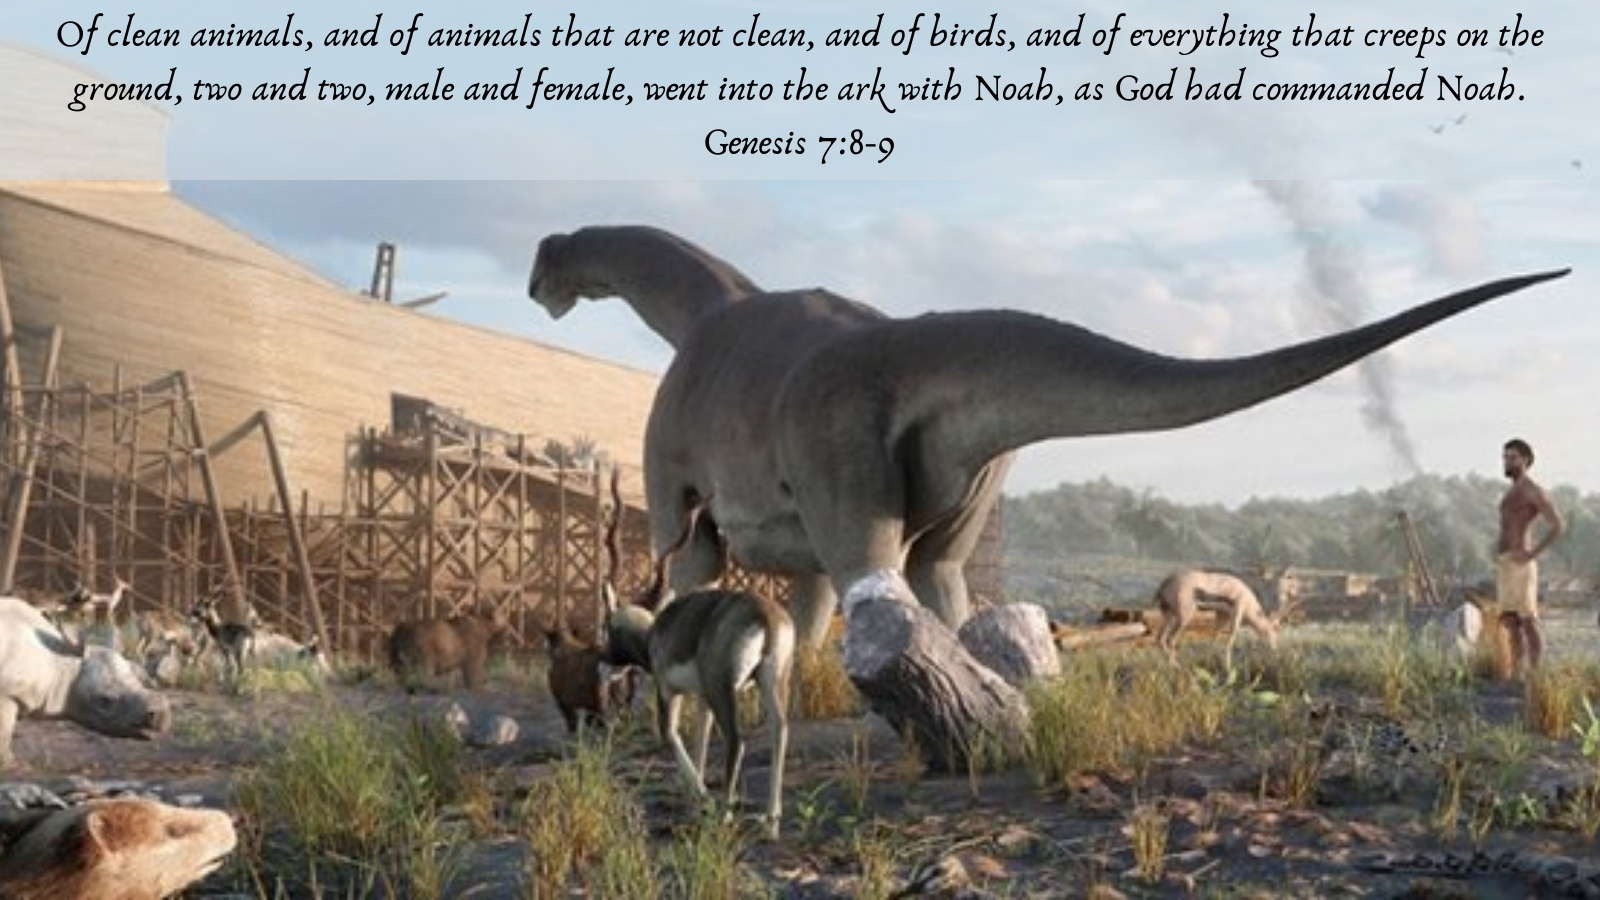 Of clean animals, and of animals that are not clean, and of birds, and of everything that creeps on the
ground, two and two, male and female, went into the ark with Noah, as God had commanded Noah.
Genesis 7:8-9